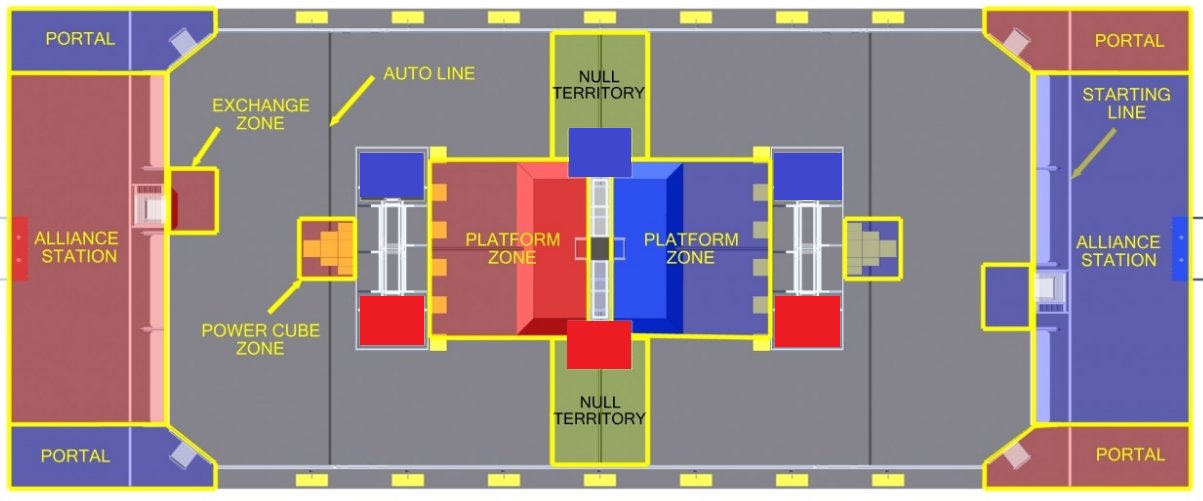 PORTAL
AUTO LINE
NULL
TERRITORY
PORTAL
EXCHANGE
ZONE
STARTING
LINE
ALLIANCE
STATION
PLATFORM
ZONE
PLATFORM
ZONE
ALLIANCE
STATION
POWER CUBE
ZONE
NULL
TERRITORY
PORTAL
PORTAL